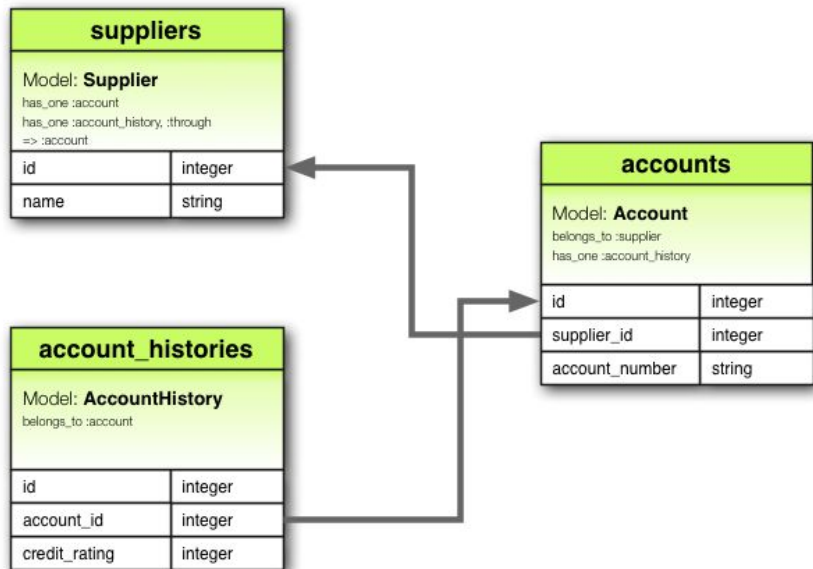 suppliers
Model: Supplier
has_one :account
has_one :account_history, :through
=> :account
id integer
name string
accounts
Model: Account
belongs_to :supplier
has_one :account_history
id integer
supplier_id integer
account_number string
account_histories
Model: AccountHistory
belongs_to :account
id integer
account_id integer
credit_rating integer